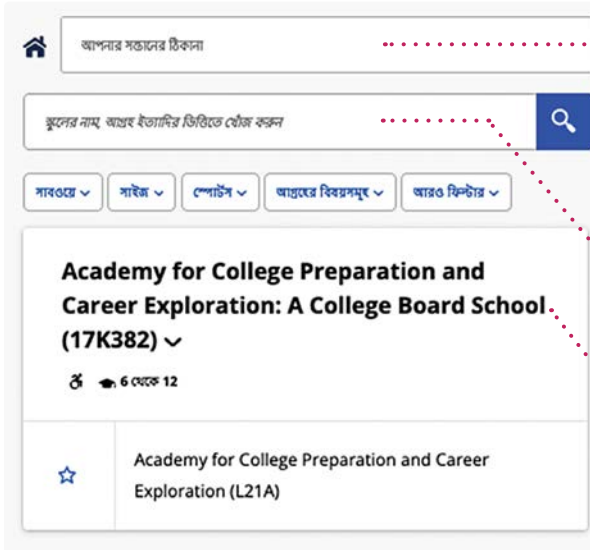 আপনার সন্তানের ঠিকানা
স্কুলের নাম, আগ্রহ ইত্যাদির ভিত্তিতে খোঁজ করুন
সাবওয়ে সাইজ স্পোর্টস আগ্রহের বিষয়সমূহ আরও ফিল্টার
Academy for College Preparation and
Career Exploration: A College Board School
(17K382)
6 থেকে 12
Academy for College Preparation and Career
Exploration (L21A)